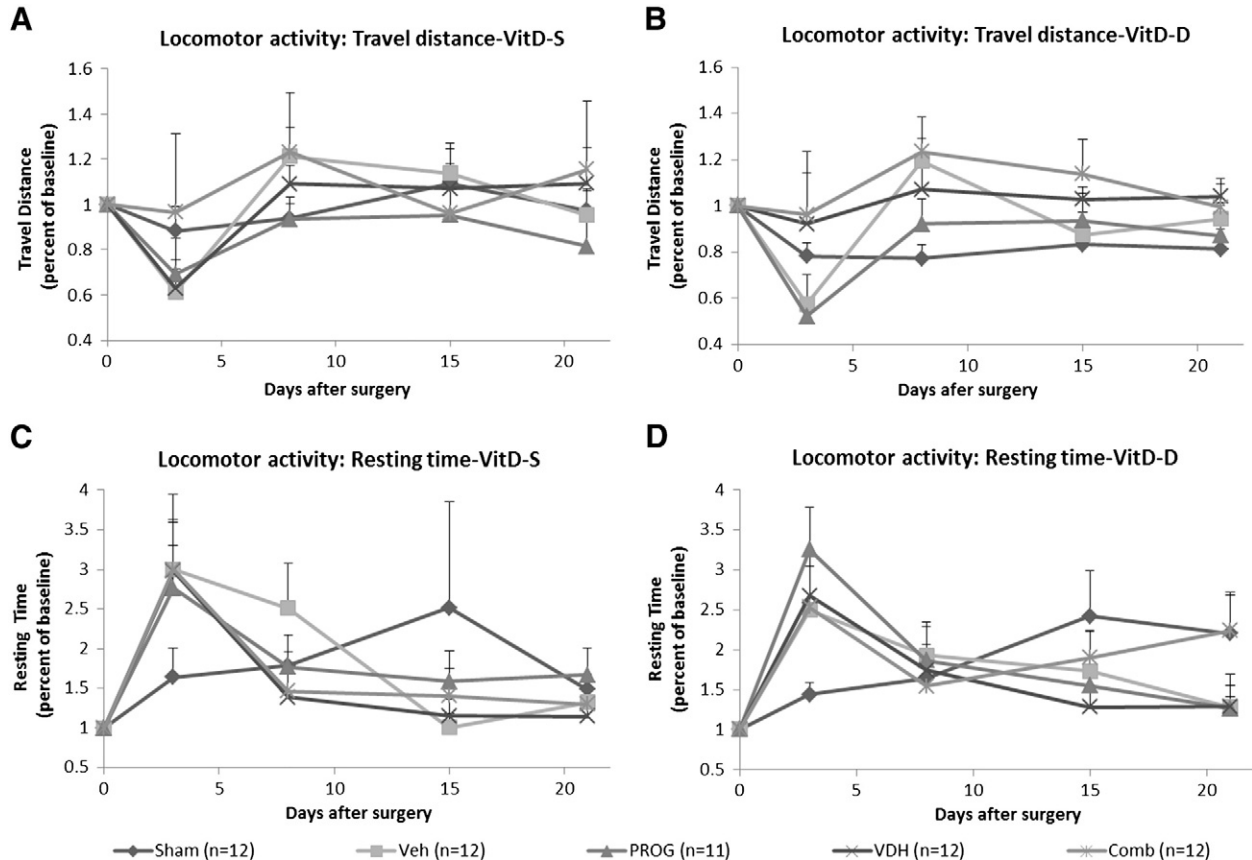 A
Locomotor activity: Travel distance-VitD-S
Travel Distance
(percent of baseline)
1.6
1.4
1.2
1
0.8
0.6
0.4
0 5 10 15 20
Days after surgery
B
Locomotor activity: Travel distance-VitD-D
Travel Distance
(percent of baseline)
1.6
1.4
1.2
1
0.8
0.6
0.4
0 5 10 15 20
Days after surgery
C
Locomotor activity: Resting time-VitD-S
Resting Time
(percent of baseline)
4
3.5
3
2.5
2
1.5
1
0.5
0 5 10 15 20
Days after surgery
D
Locomotor activity: Resting time-VitD-D
Resting Time
(percent of baseline)
4
3.5
3
2.5
2
1.5
1
0.5
0 5 10 15 20
Days after surgery
Sham (n=12) Veh (n=12) PROG (n=11) VDH (n=12) Comb (n=12)